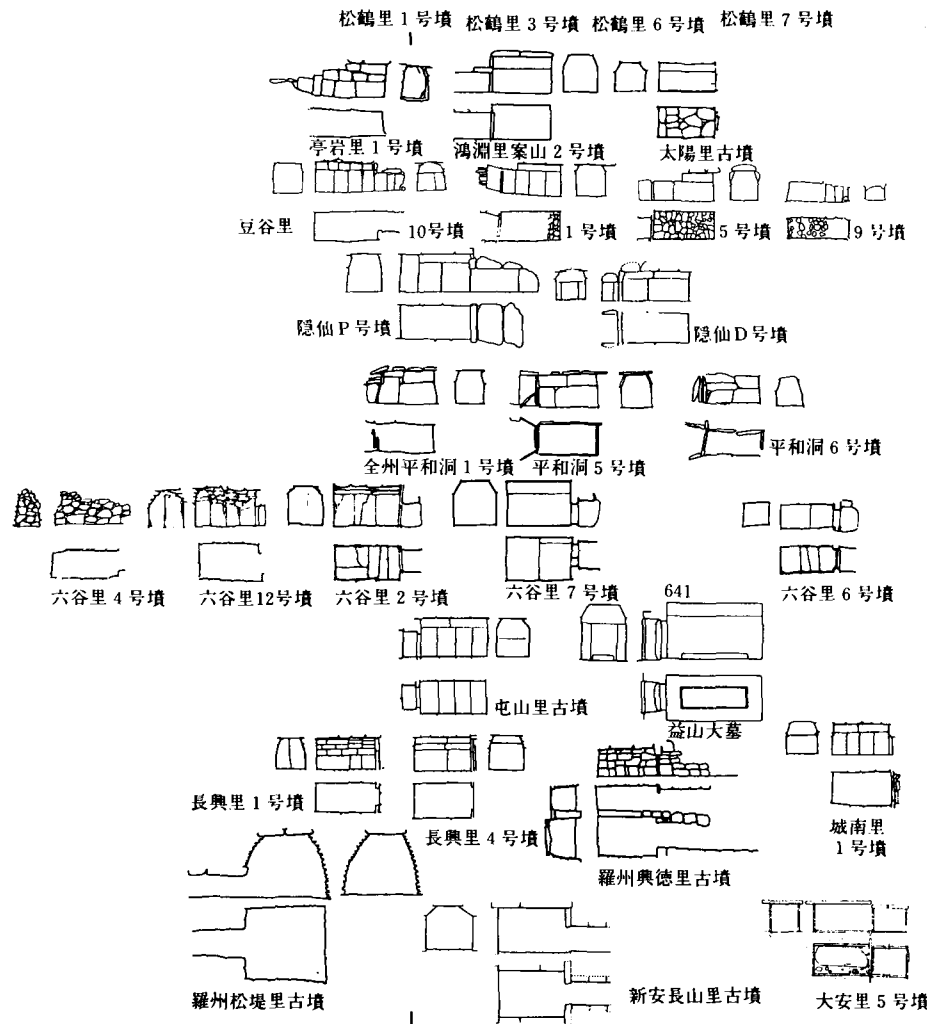 松鶴里1号墳 松鶴里3号墳 松鶴里6号墳 松鶴里7号墳
亭岩里1号墳 鴻淵里案山2号墳 太陽里古墳
豆谷里 10号墳 1号墳 5号墳 9号墳
隠仙P号墳 隠仙D号墳
全州平和洞1号墳 平和洞5号墳 平和洞6号墳
六谷里4号墳 六谷里12号墳 六谷里2号墳 六谷里7号墳 六谷里6号墳
641
屯山里古墳 益山大墓
長興里1号墳
長興里4号墳
城南里
1号墳
羅州興徳里古墳
羅州松堤里古墳 新安長山里古墳 大安里5号墳